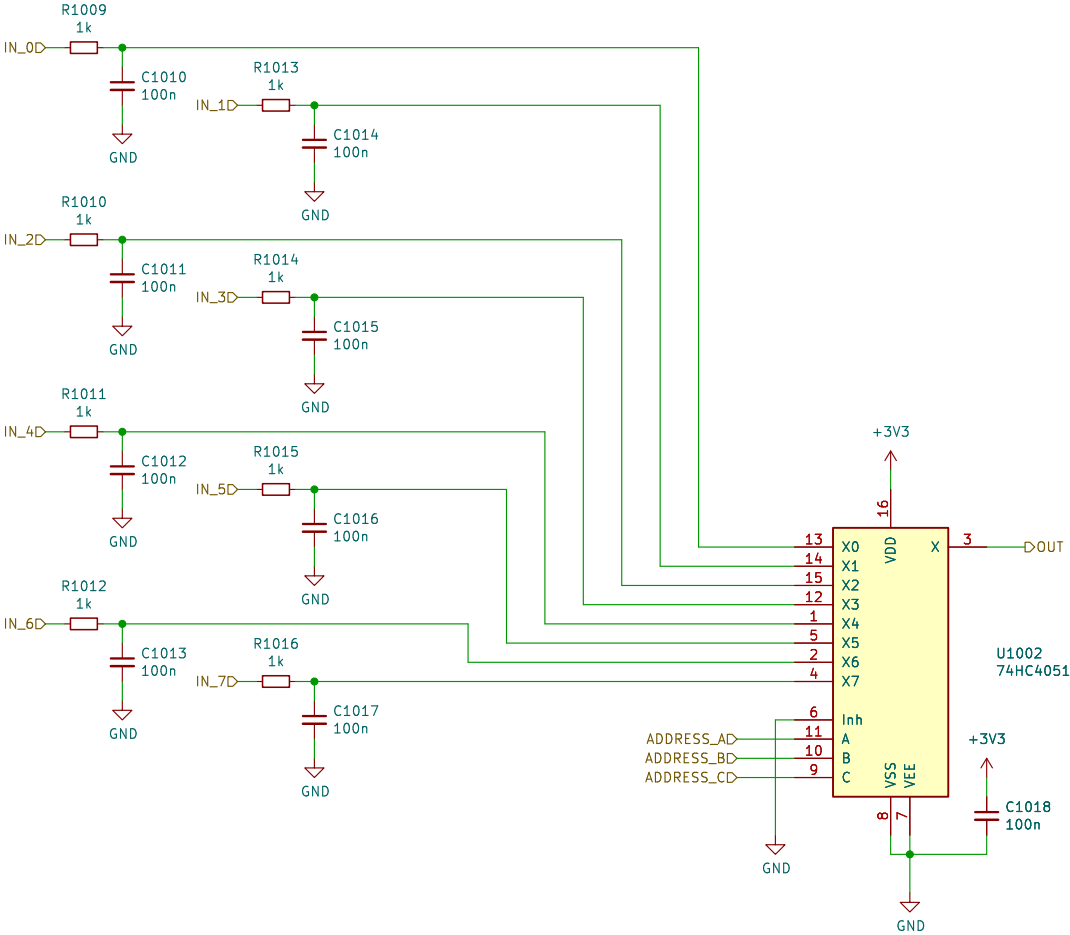 R1009
1k
IN_0
C1010
100n
GND
R1013
1k
IN_1
C1014
100n
GND
R1010
1k
IN_2
C1011
100n
GND
R1014
1k
IN_3
C1015
100n
GND
R1011
1k
IN_4
C1012
100n
GND
R1015
1k
IN_5
C1016
100n
GND
R1012
1k
IN_6
C1013
100n
GND
R1016
1k
IN_7
C1017
100n
GND
+3V3
16
VDD
13 X0
14 X1
15 X2
12 X3
1 X4
5 X5
2 X6
4 X7
6 Inh
11 A
10 B
9 C
X 3
OUT
U1002
74HC4051
ADDRESS_A
ADDRESS_B
ADDRESS_C
VSS
VEE
8
7
+3V3
C1018
100n
GND
GND